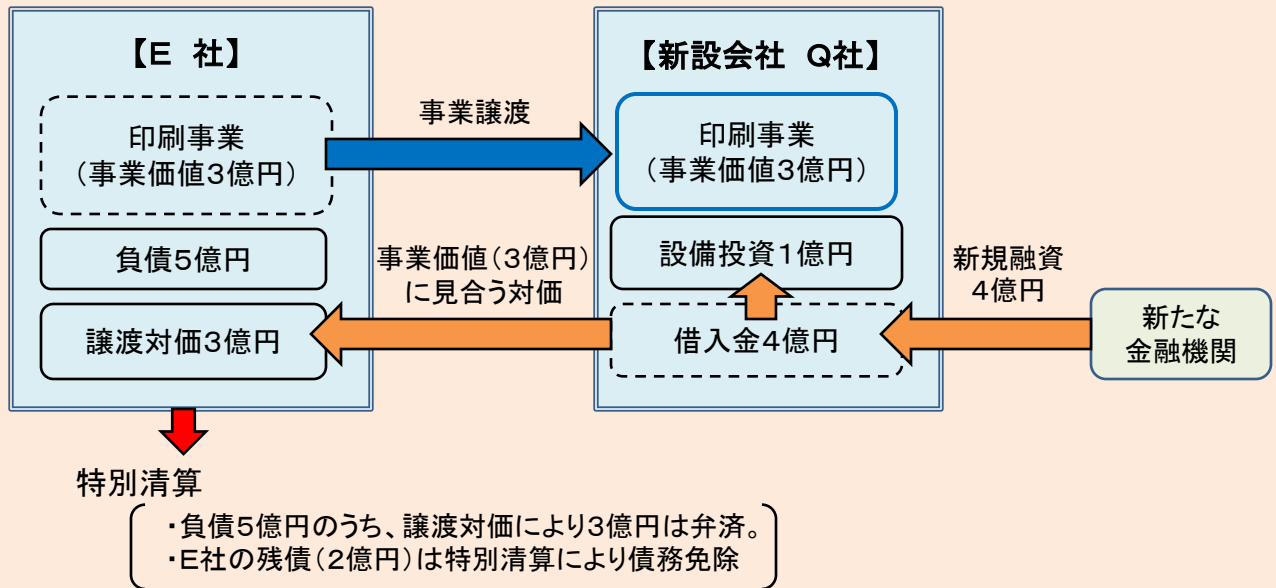 【E 社】
印刷事業
（事業価値３億円）
負債５億円
譲渡対価３億円
事業譲渡
事業価値（３億円）
に見合う対価
【新設会社 Q社】
印刷事業
（事業価値３億円）
設備投資１億円
借入金４億円
新規融資
４億円
新たな
金融機関
特別清算
・負債５億円のうち、譲渡対価により３億円は弁済。
・E社の残債（２億円）は特別清算により債務免除